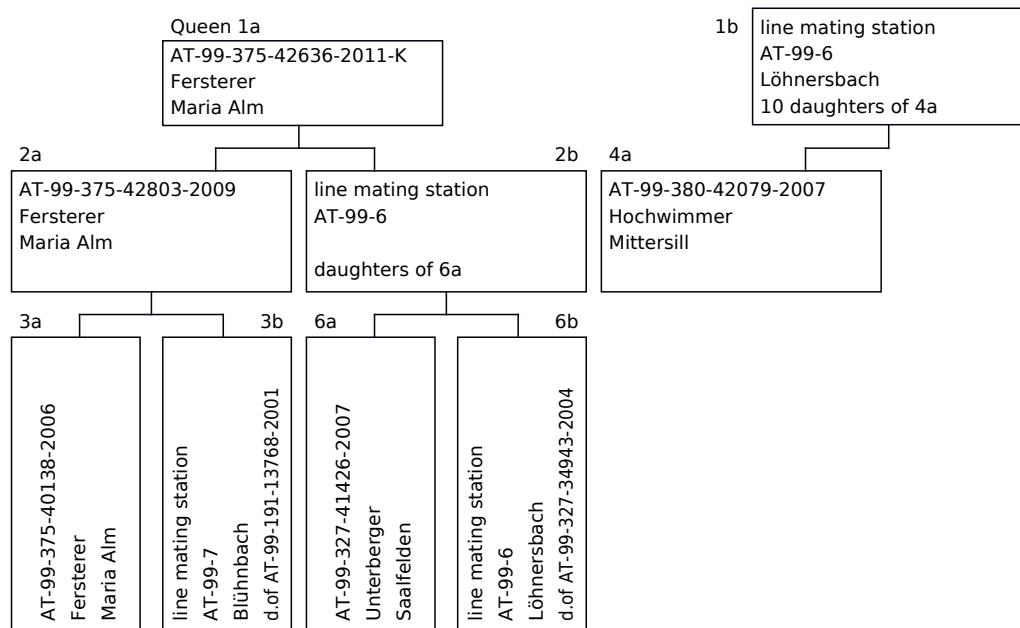 Queen 1a
AT-99-375-42636-2011-K
Fersterer
Maria Alm
1b
line mating station
AT-99-6
Löhnersbach
10 daughters of 4a
2a
AT-99-375-42803-2009
Fersterer
Maria Alm
2b
line mating station
AT-99-6
daughters of 6a
4a
AT-99-380-42079-2007
Hochwimmer
Mittersill
3a
AT-99-375-40138-2006
Fersterer
Maria Alm
3b
line mating station
AT-99-7
Blühnbach
d.of AT-99-191-13768-2001
6a
AT-99-327-41426-2007
Unterberger
Saalfelden
6b
line mating station
AT-99-6
Löhnersbach
d.of AT-99-327-34943-2004